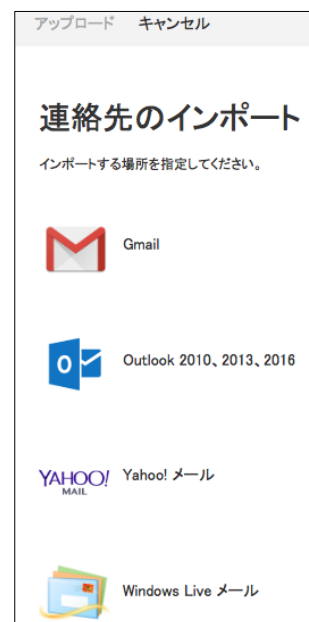 アップロード キャンセル
連絡先のインポート
インポートする場所を指定してください。
Gmail
Outlook 2010、2013、2016
YAHOO!
MAIL
Yahoo! メール
Windows Live メール